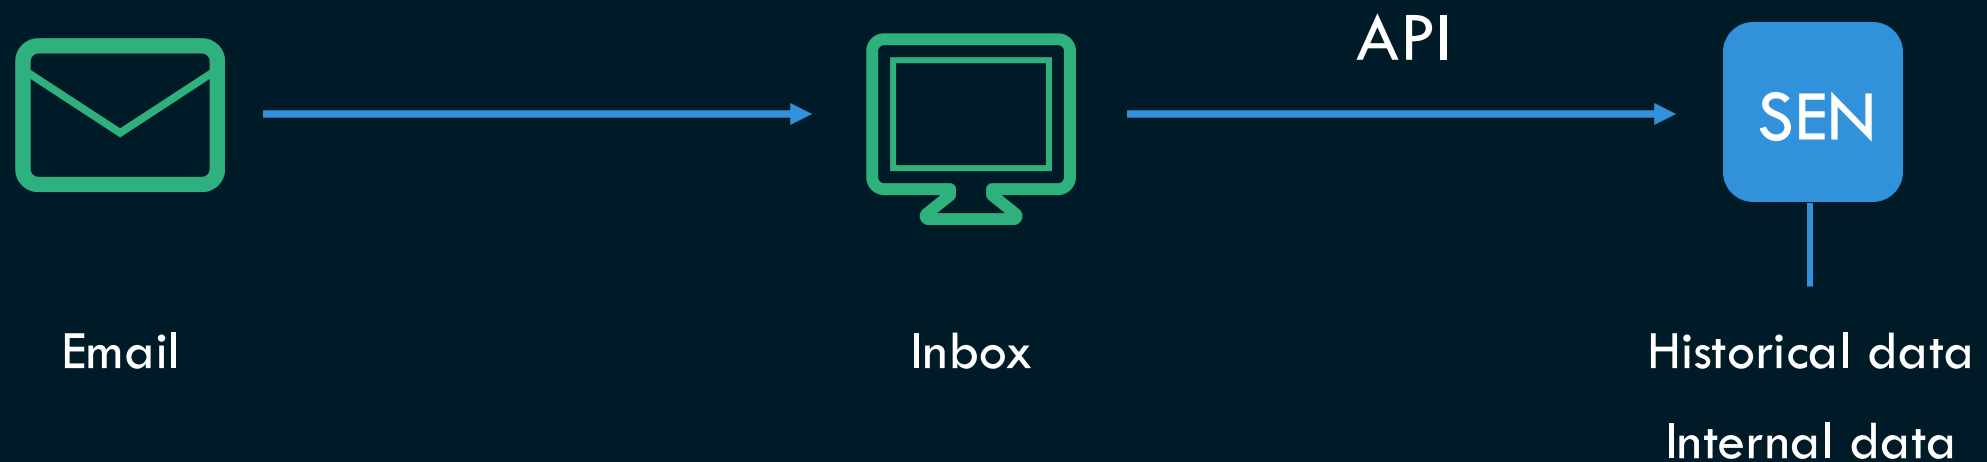 API
SEN
Email
Inbox
Historical data
Internal data